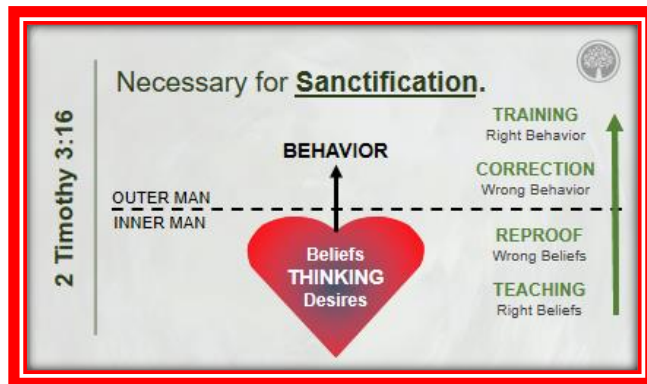 2 Timothy 3:16
Necessary for Sanctification.
BEHAVIOR
OUTER MAN
INNER MAN
Beliefs
THINKING
Desires
TRAINING
Right Behavior
CORRECTION
Wrong Behavior
REPROOF
Wrong Beliefs
TEACHING
Right Beliefs